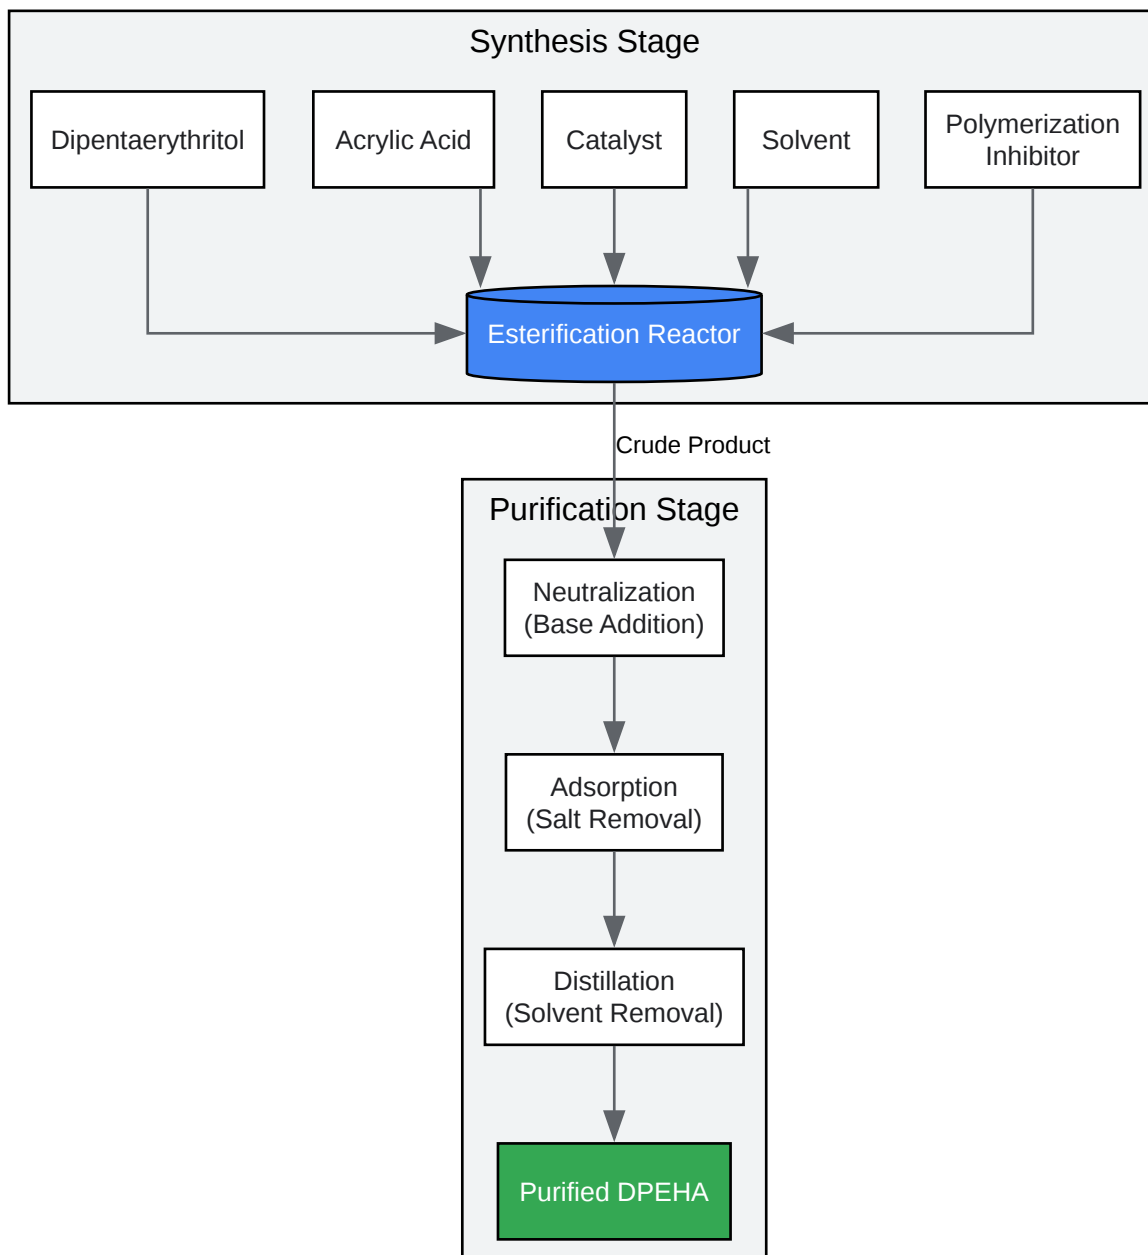 Synthesis Stage
Dipentaerythritol
Acrylic Acid
Catalyst
Solvent
Polymerization
Inhibitor
Esterification Reactor
Crude Product
Purification Stage
Neutralization
(Base Addition)
Adsorption
(Salt Removal)
Distillation
(Solvent Removal)
Purified DPEHA